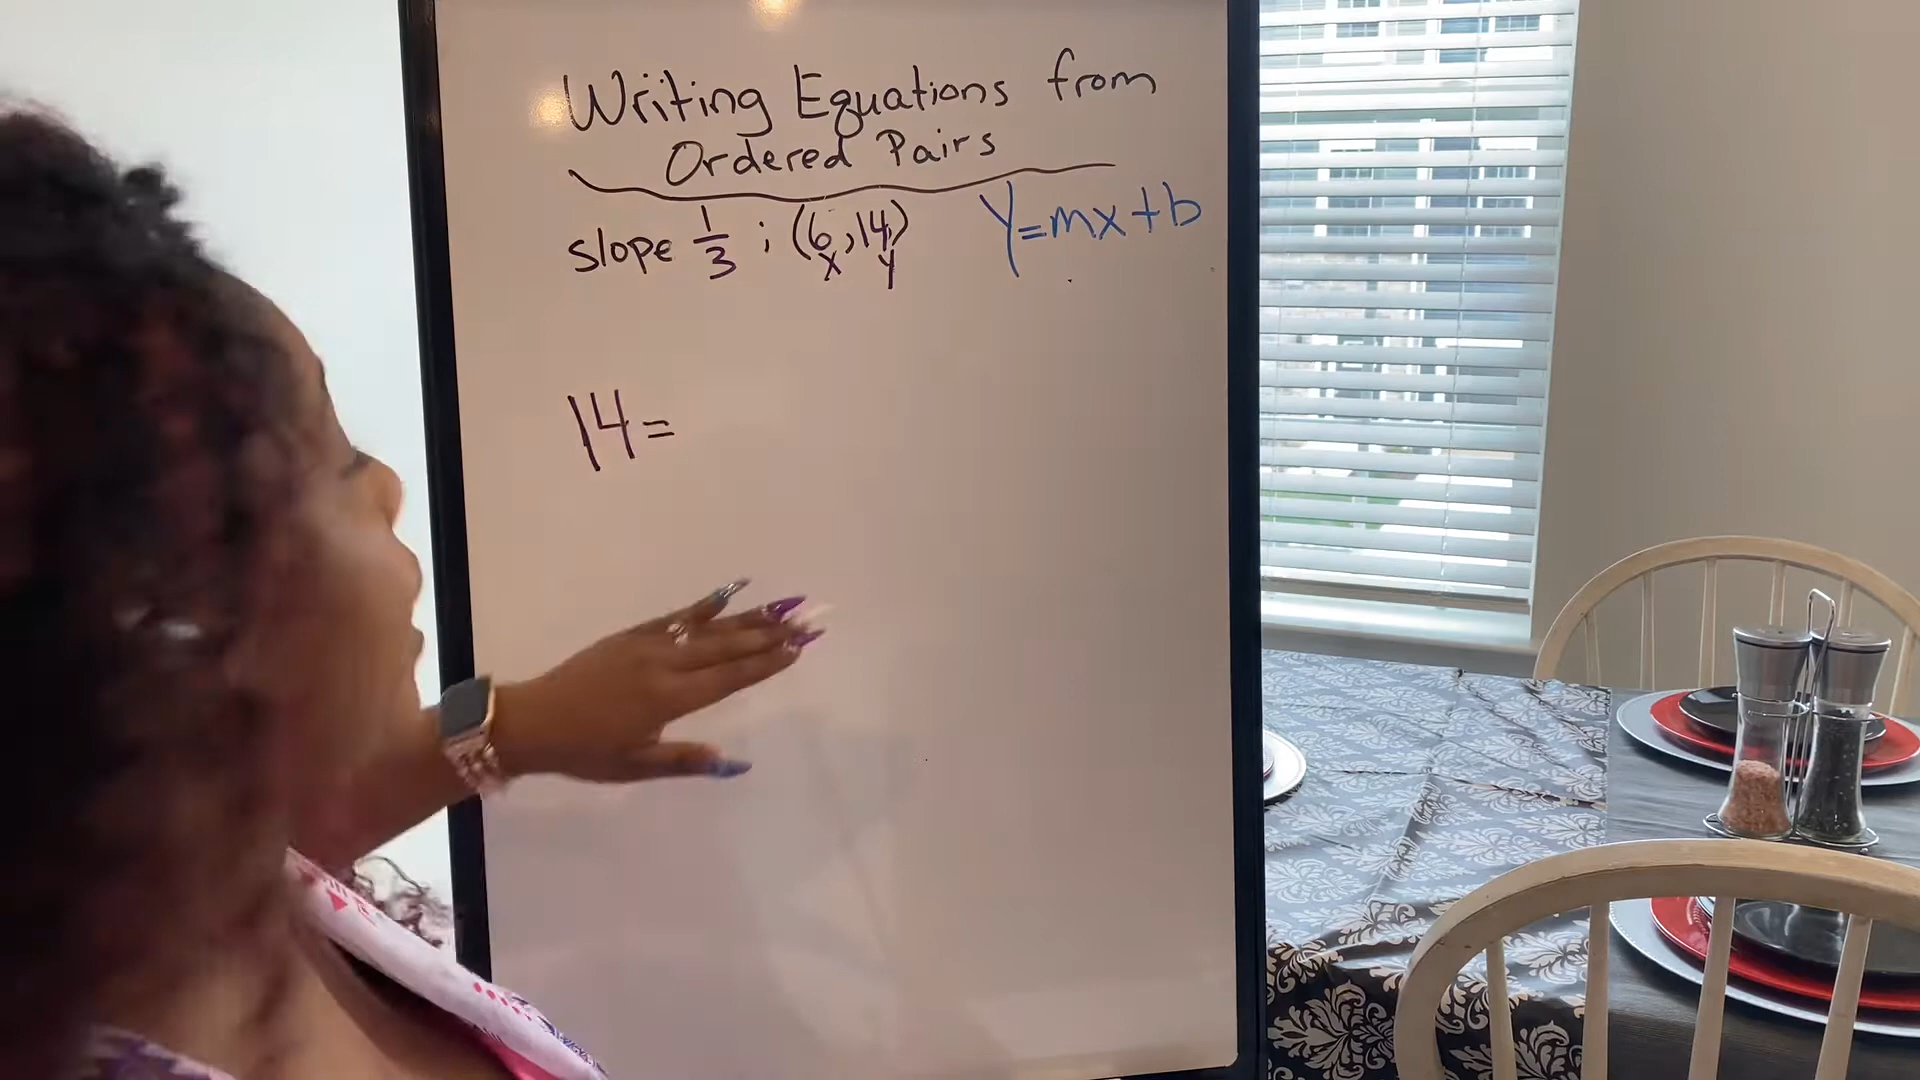 Writing Equations from
Ordered Pairs
slope 1/3 ; (6,14) y=mx+b
x y
14=